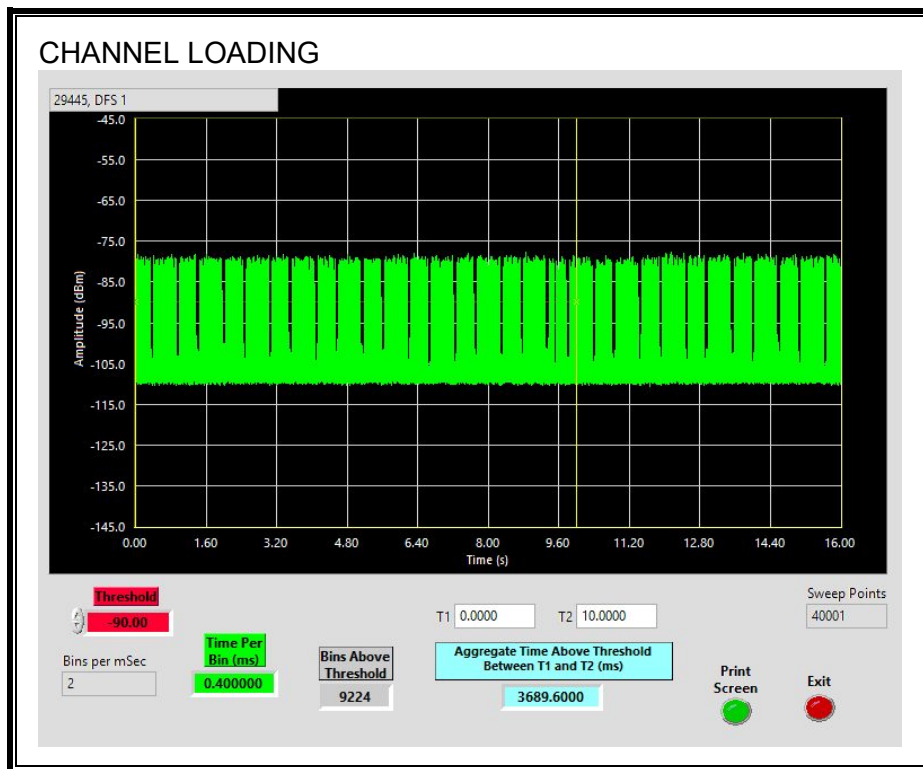 CHANNEL LOADING
29445, DFS 1
-45.0
-55.0
-65.0
-75.0
-85.0
-95.0
-105.0
-115.0
-125.0
-135.0
-145.0
Amplitude (dBm)
0.00 1.60 3.20 4.80 6.40 8.00 9.60 11.20 12.80 14.40 16.00
Time (s)
Threshold
-90.00
Bins per mSec
2
Time Per
Bin (ms)
0.400000
Bins Above
Threshold
9224
T1 0.0000 T2 10.0000
Aggregate Time Above Threshold
Between T1 and T2 (ms)
3689.6000
Sweep Points
40001
Print
Screen
Exit